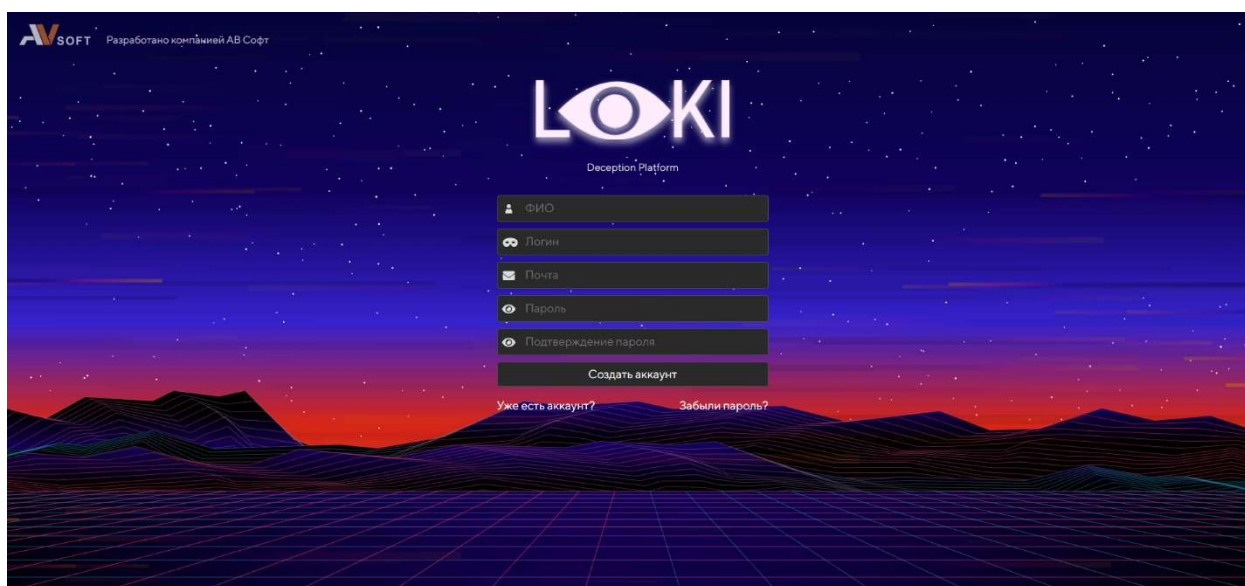 AVSOFT Разработано компанией АВ Софт
LOKI
Deception Platform
ФИО
Логин
Почта
Пароль
Подтверждение пароля
Создать аккаунт
Уже есть аккаунт? Забыли пароль?